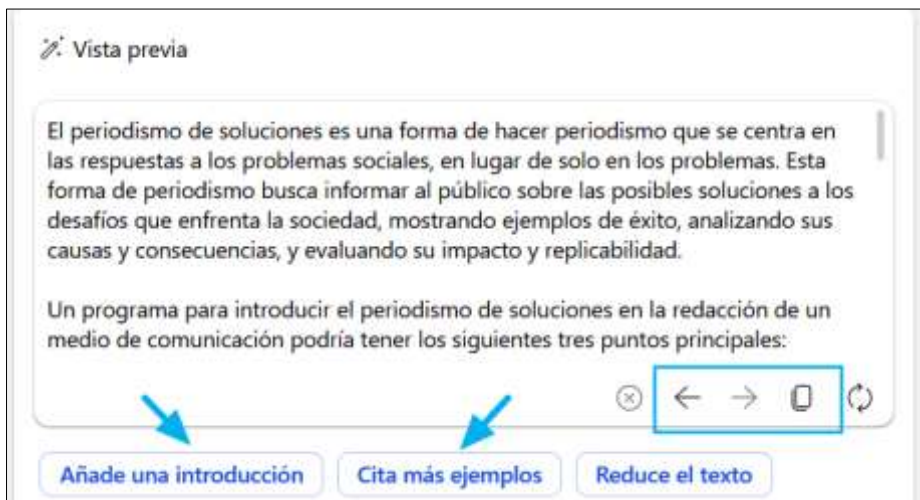 Vista previa
El periodismo de soluciones es una forma de hacer periodismo que se centra en
las respuestas a los problemas sociales, en lugar de solo en los problemas. Esta
forma de periodismo busca informar al público sobre las posibles soluciones a los
desafíos que enfrenta la sociedad, mostrando ejemplos de éxito, analizando sus
causas y consecuencias, y evaluando su impacto y replicabilidad.
Un programa para introducir el periodismo de soluciones en la redacción de un
medio de comunicación podría tener los siguientes tres puntos principales:
Añade una introducción Cita más ejemplos Reduce el texto